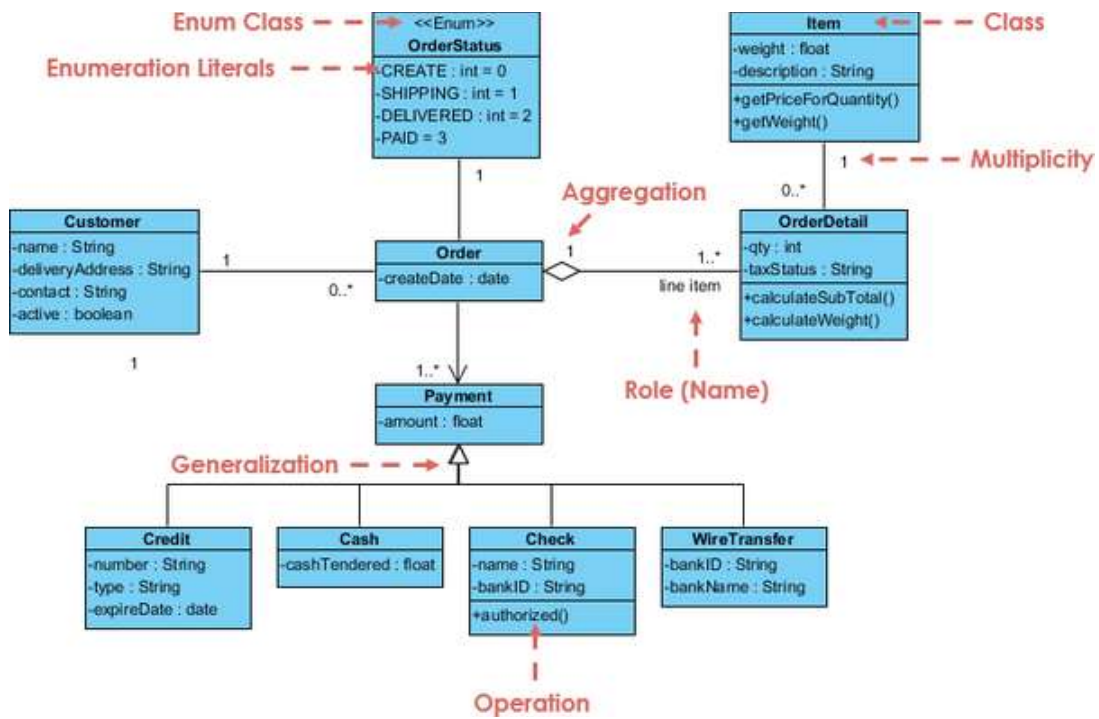 Enum Class
<<Enum>>
OrderStatus
Enumeration Literals
-CREATE : int = 0
-SHIPPING : int = 1
-DELIVERED : int = 2
-PAID = 3
Item
Class
-weight : float
-description : String
+getPriceForQuantity()
+getWeight()
1
Multiplicity
0..*
1
Aggregation
Customer
-name : String
-deliveryAddress : String
-contact : String
-active : boolean
1
0..*
Order
-createDate : date
1
1..*
line item
OrderDetail
-qty : int
-taxStatus : String
+calculateSubTotal()
+calculateWeight()
1
Role (Name)
1..*
Payment
-amount : float
Generalization
Credit
-number : String
-type : String
-expireDate : date
Cash
-cashTendered : float
Check
-name : String
-bankID : String
+authorized()
WireTransfer
-bankID : String
-bankName : String
Operation